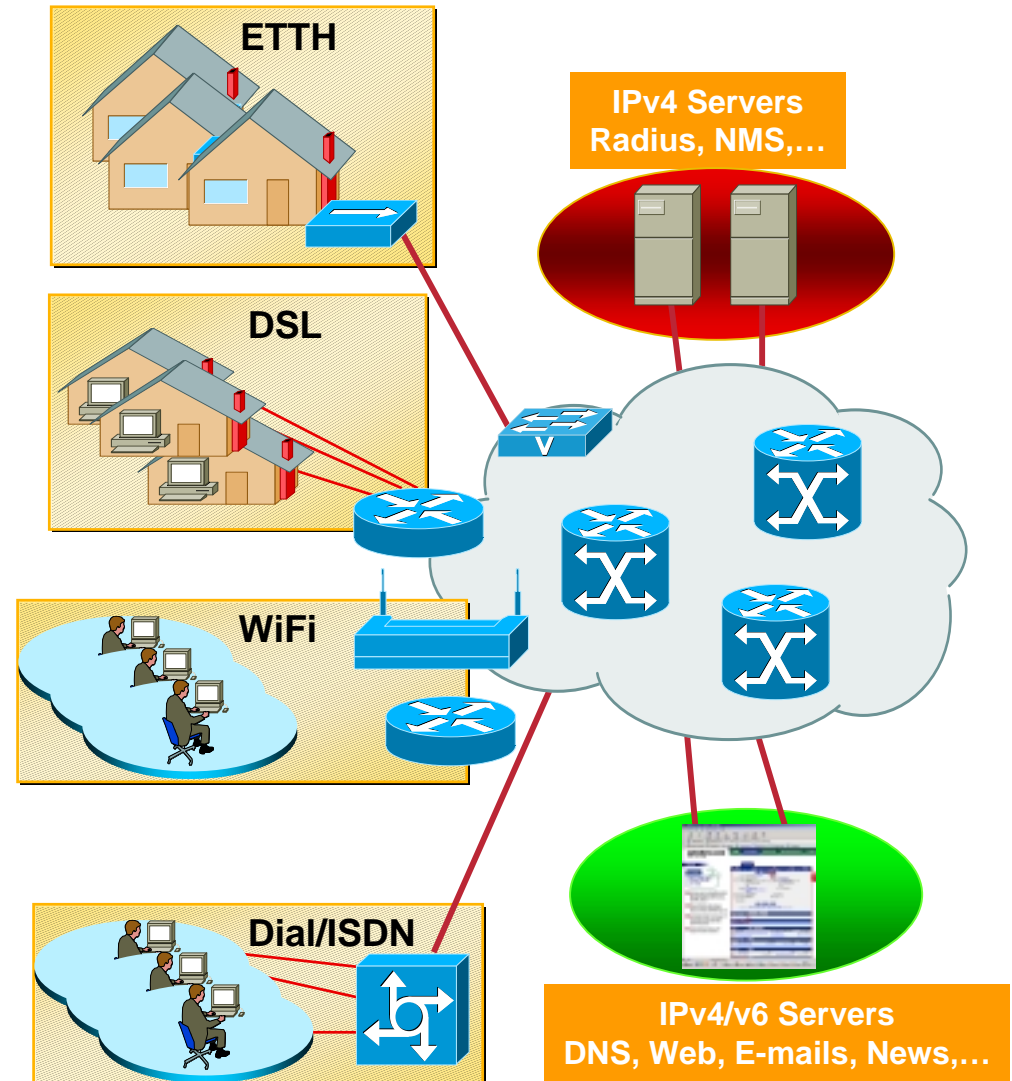 ETTH
IPv4 Servers
Radius, NMS,…
DSL
V
WiFi
Dial/ISDN
IPv4/v6 Servers
DNS, Web, E-mails, News,…